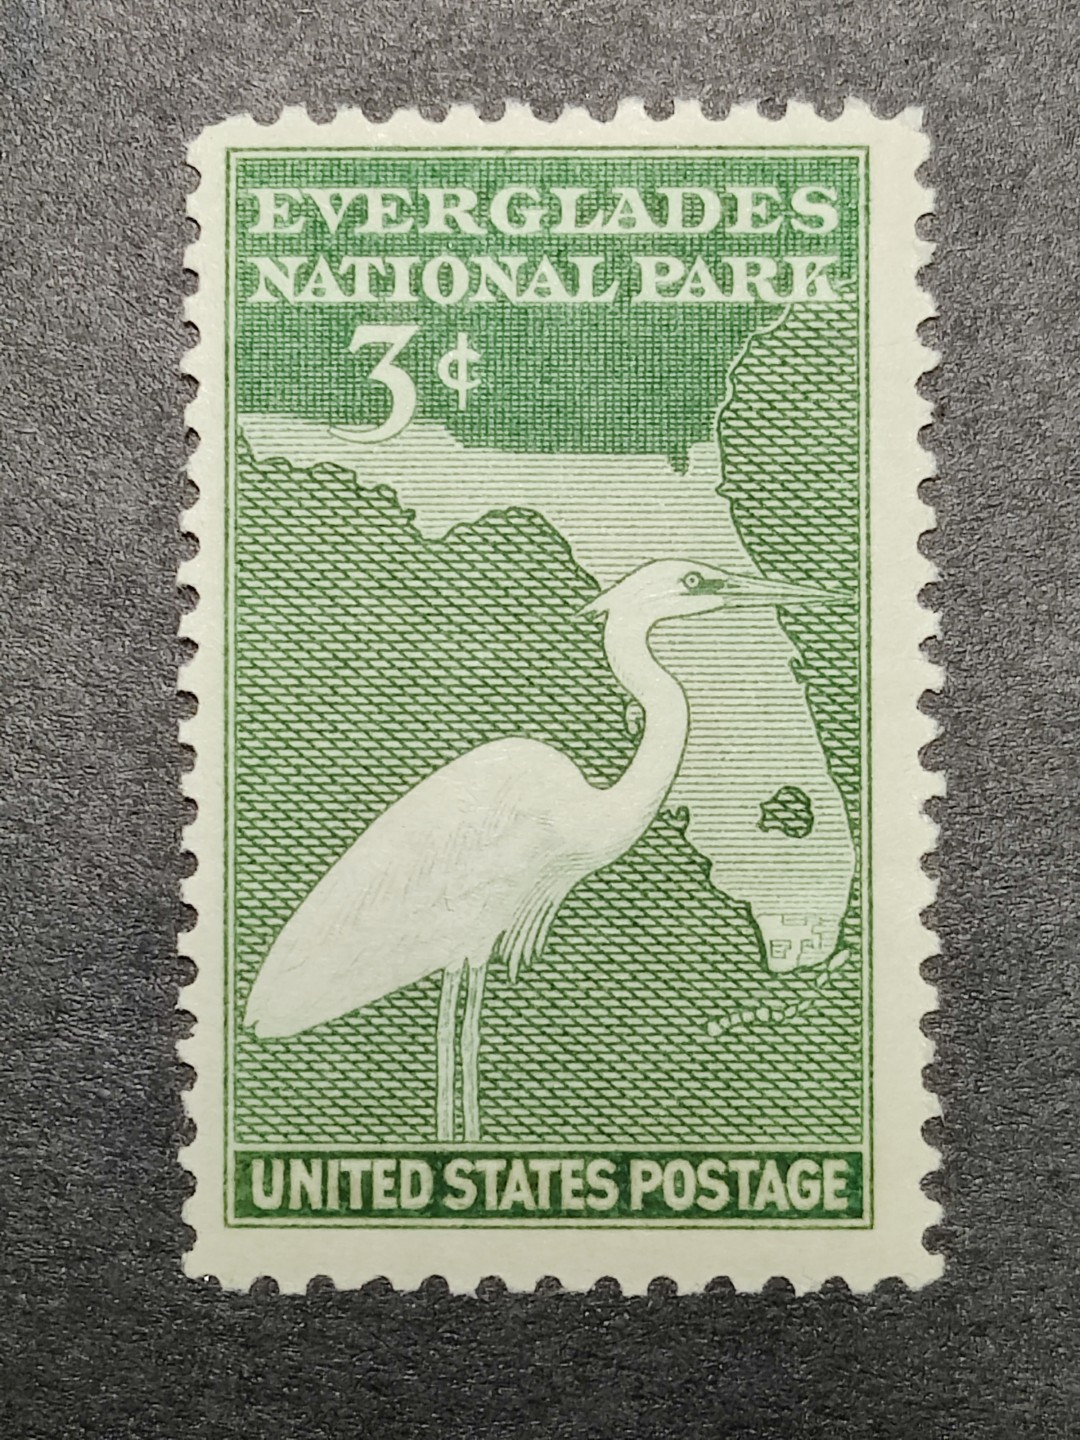 EVERGLADES
NATIONAL PARK
3¢
UNITED STATES POSTAGE